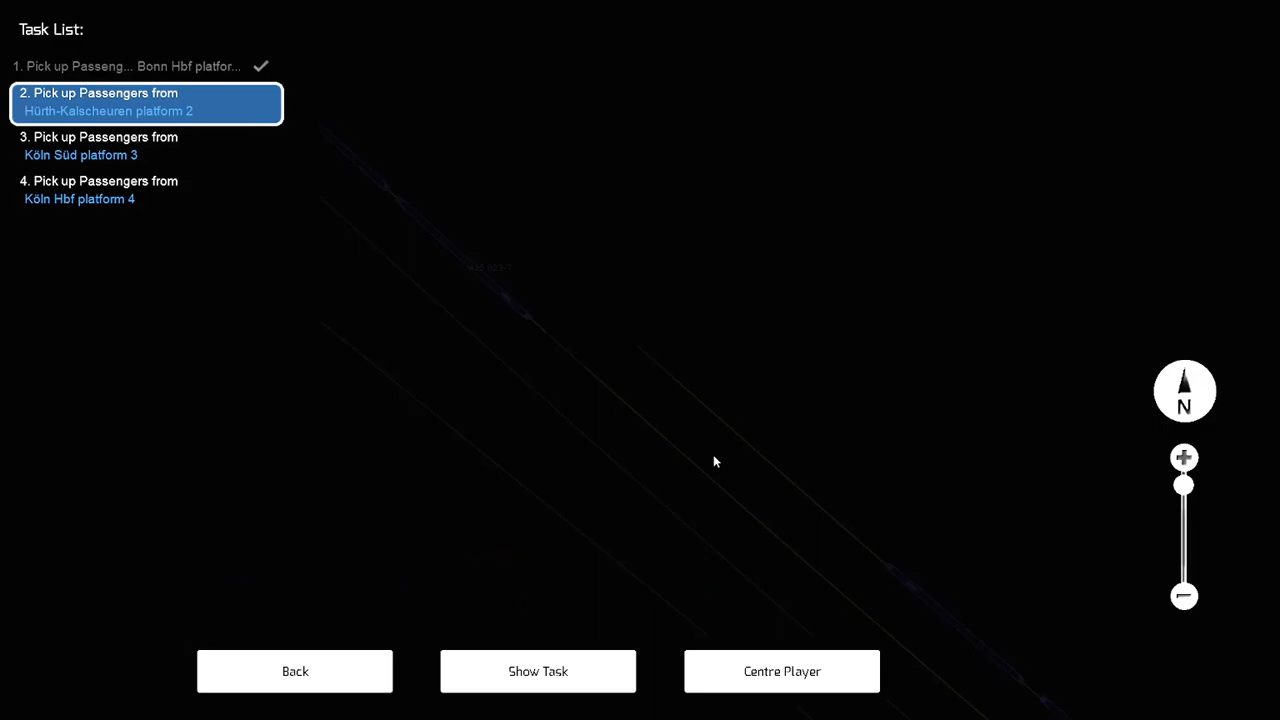 Task List:
1. Pick up Passeng... Bonn Hbf platfor...
2. Pick up Passengers from
Hürth-Kalscheuren platform 2
3. Pick up Passengers from
Köln Süd platform 3
4. Pick up Passengers from
Köln Hbf platform 4
N
Back
Show Task
Centre Player